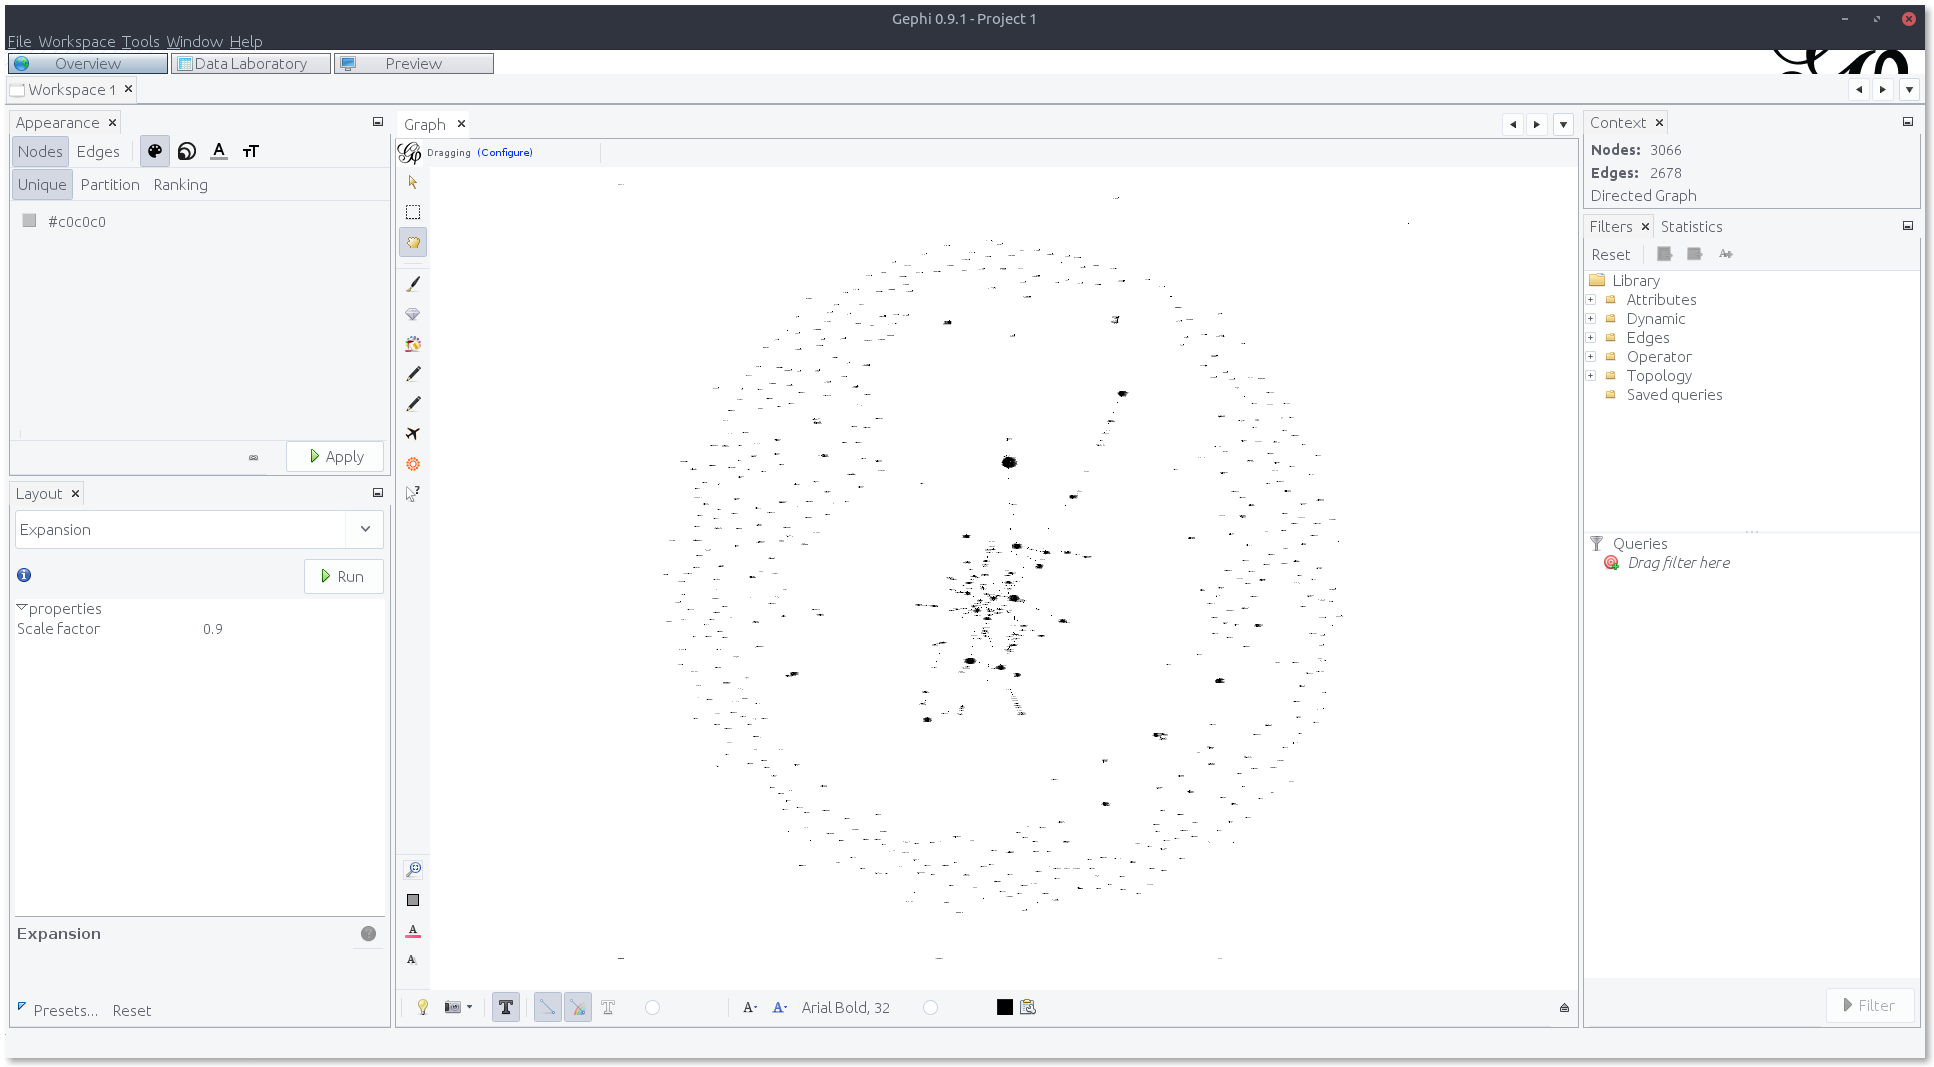 Gephi 0.9.1 - Project 1
File Workspace Tools Window Help
Overview Data Laboratory Preview
Workspace 1
Appearance
Nodes Edges
Unique Partition Ranking
#c0c0c0
Apply
Layout
Expansion
Run
properties
Scale factor 0.9
Expansion
Presets... Reset
Graph
Dragging (Configure)
Arial Bold, 32
Context
Nodes: 3066
Edges: 2678
Directed Graph
Filters Statistics
Reset
Library
Attributes
Dynamic
Edges
Operator
Topology
Saved queries
Queries
Drag filter here
Filter